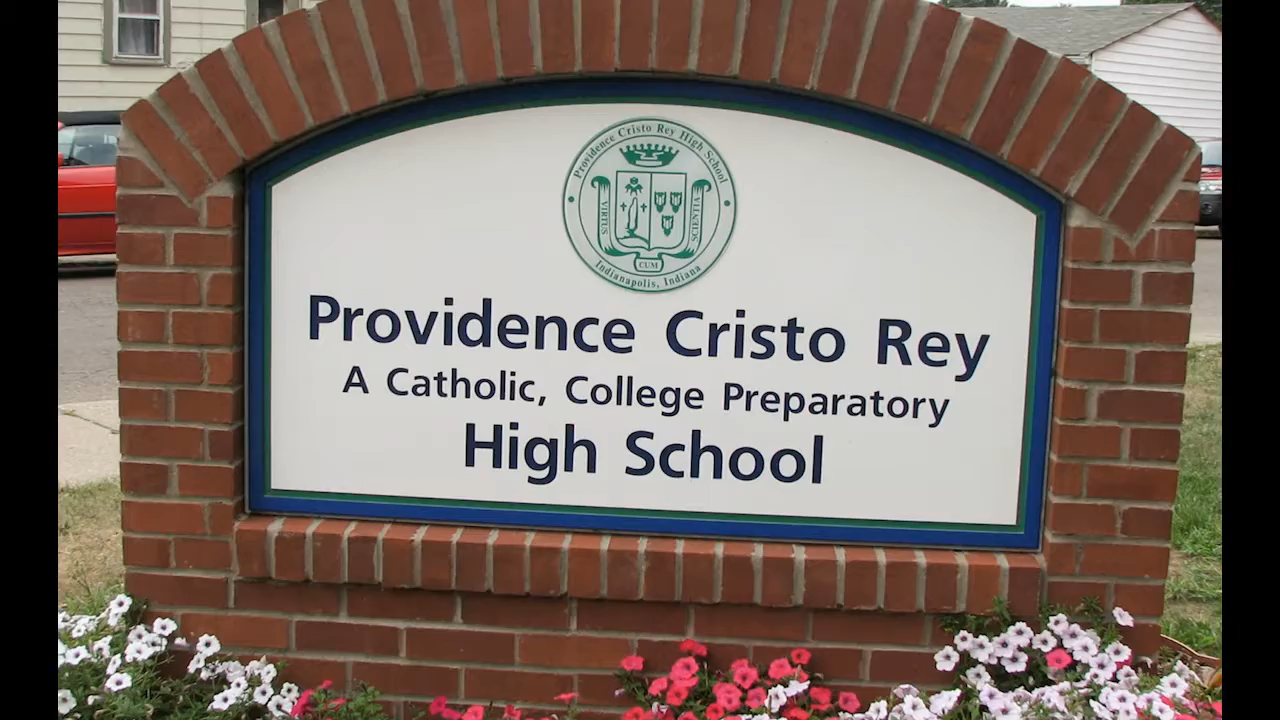 Providence Cristo Rey High School
VIRTUS
SCIENTIA
CUM
Indianapolis, Indiana
Providence Cristo Rey
A Catholic, College Preparatory
High School